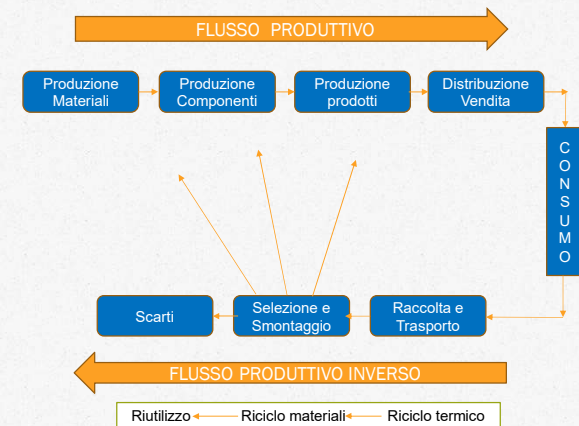 FLUSSO PRODUTTIVO
Produzione
Materiali
Produzione
Componenti
Produzione
prodotti
Distribuzione
Vendita
CONSUMO
Scarti
Selezione e
Smontaggio
Raccolta e
Trasporto
FLUSSO PRODUTTIVO INVERSO
Riutilizzo Riciclo materiali Riciclo termico